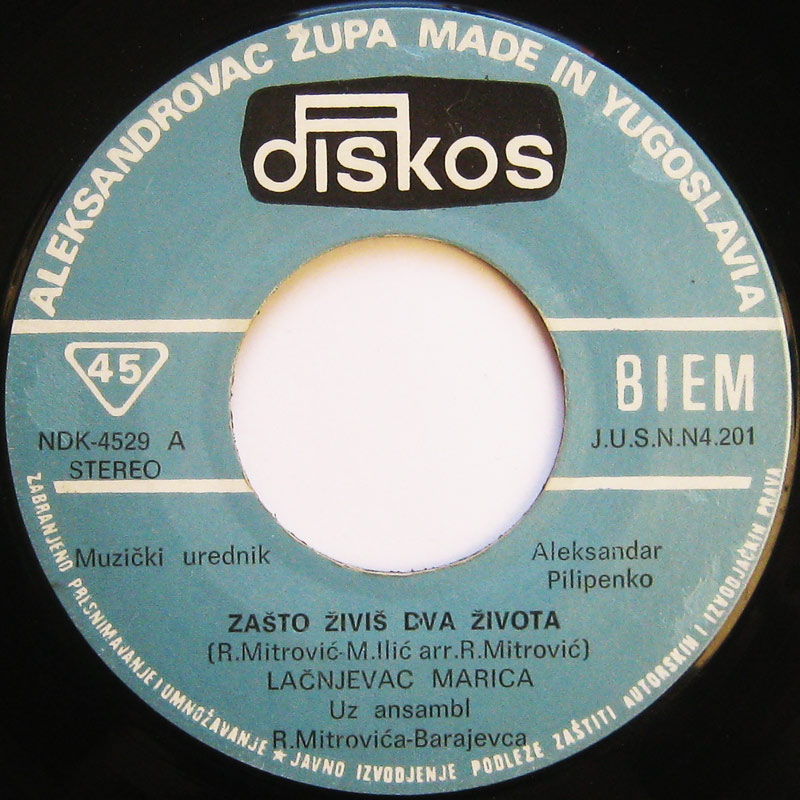 ALEKSANDROVAC ŽUPA MADE IN YUGOSLAVIA
diskos
45
BIEM
NDK-4529 A
STEREO
J.U.S.N.N4.201
Muzički urednik
Aleksandar
Pilipenko
ZAŠTO ŽIVIŠ DVA ŽIVOTA
(R.Mitrović-M.Ilić arr.R.Mitrović)
LAČNJEVAC MARICA
Uz ansambl
R.Mitrovića-Barajevca
ZABRANJENO PRESNIMAVANJE I UMNOŽAVANJE ★ JAVNO IZVODJENJE PODLEŽE ZAŠTITI AUTORSKIH I IZVODJAČKIH PRAVA